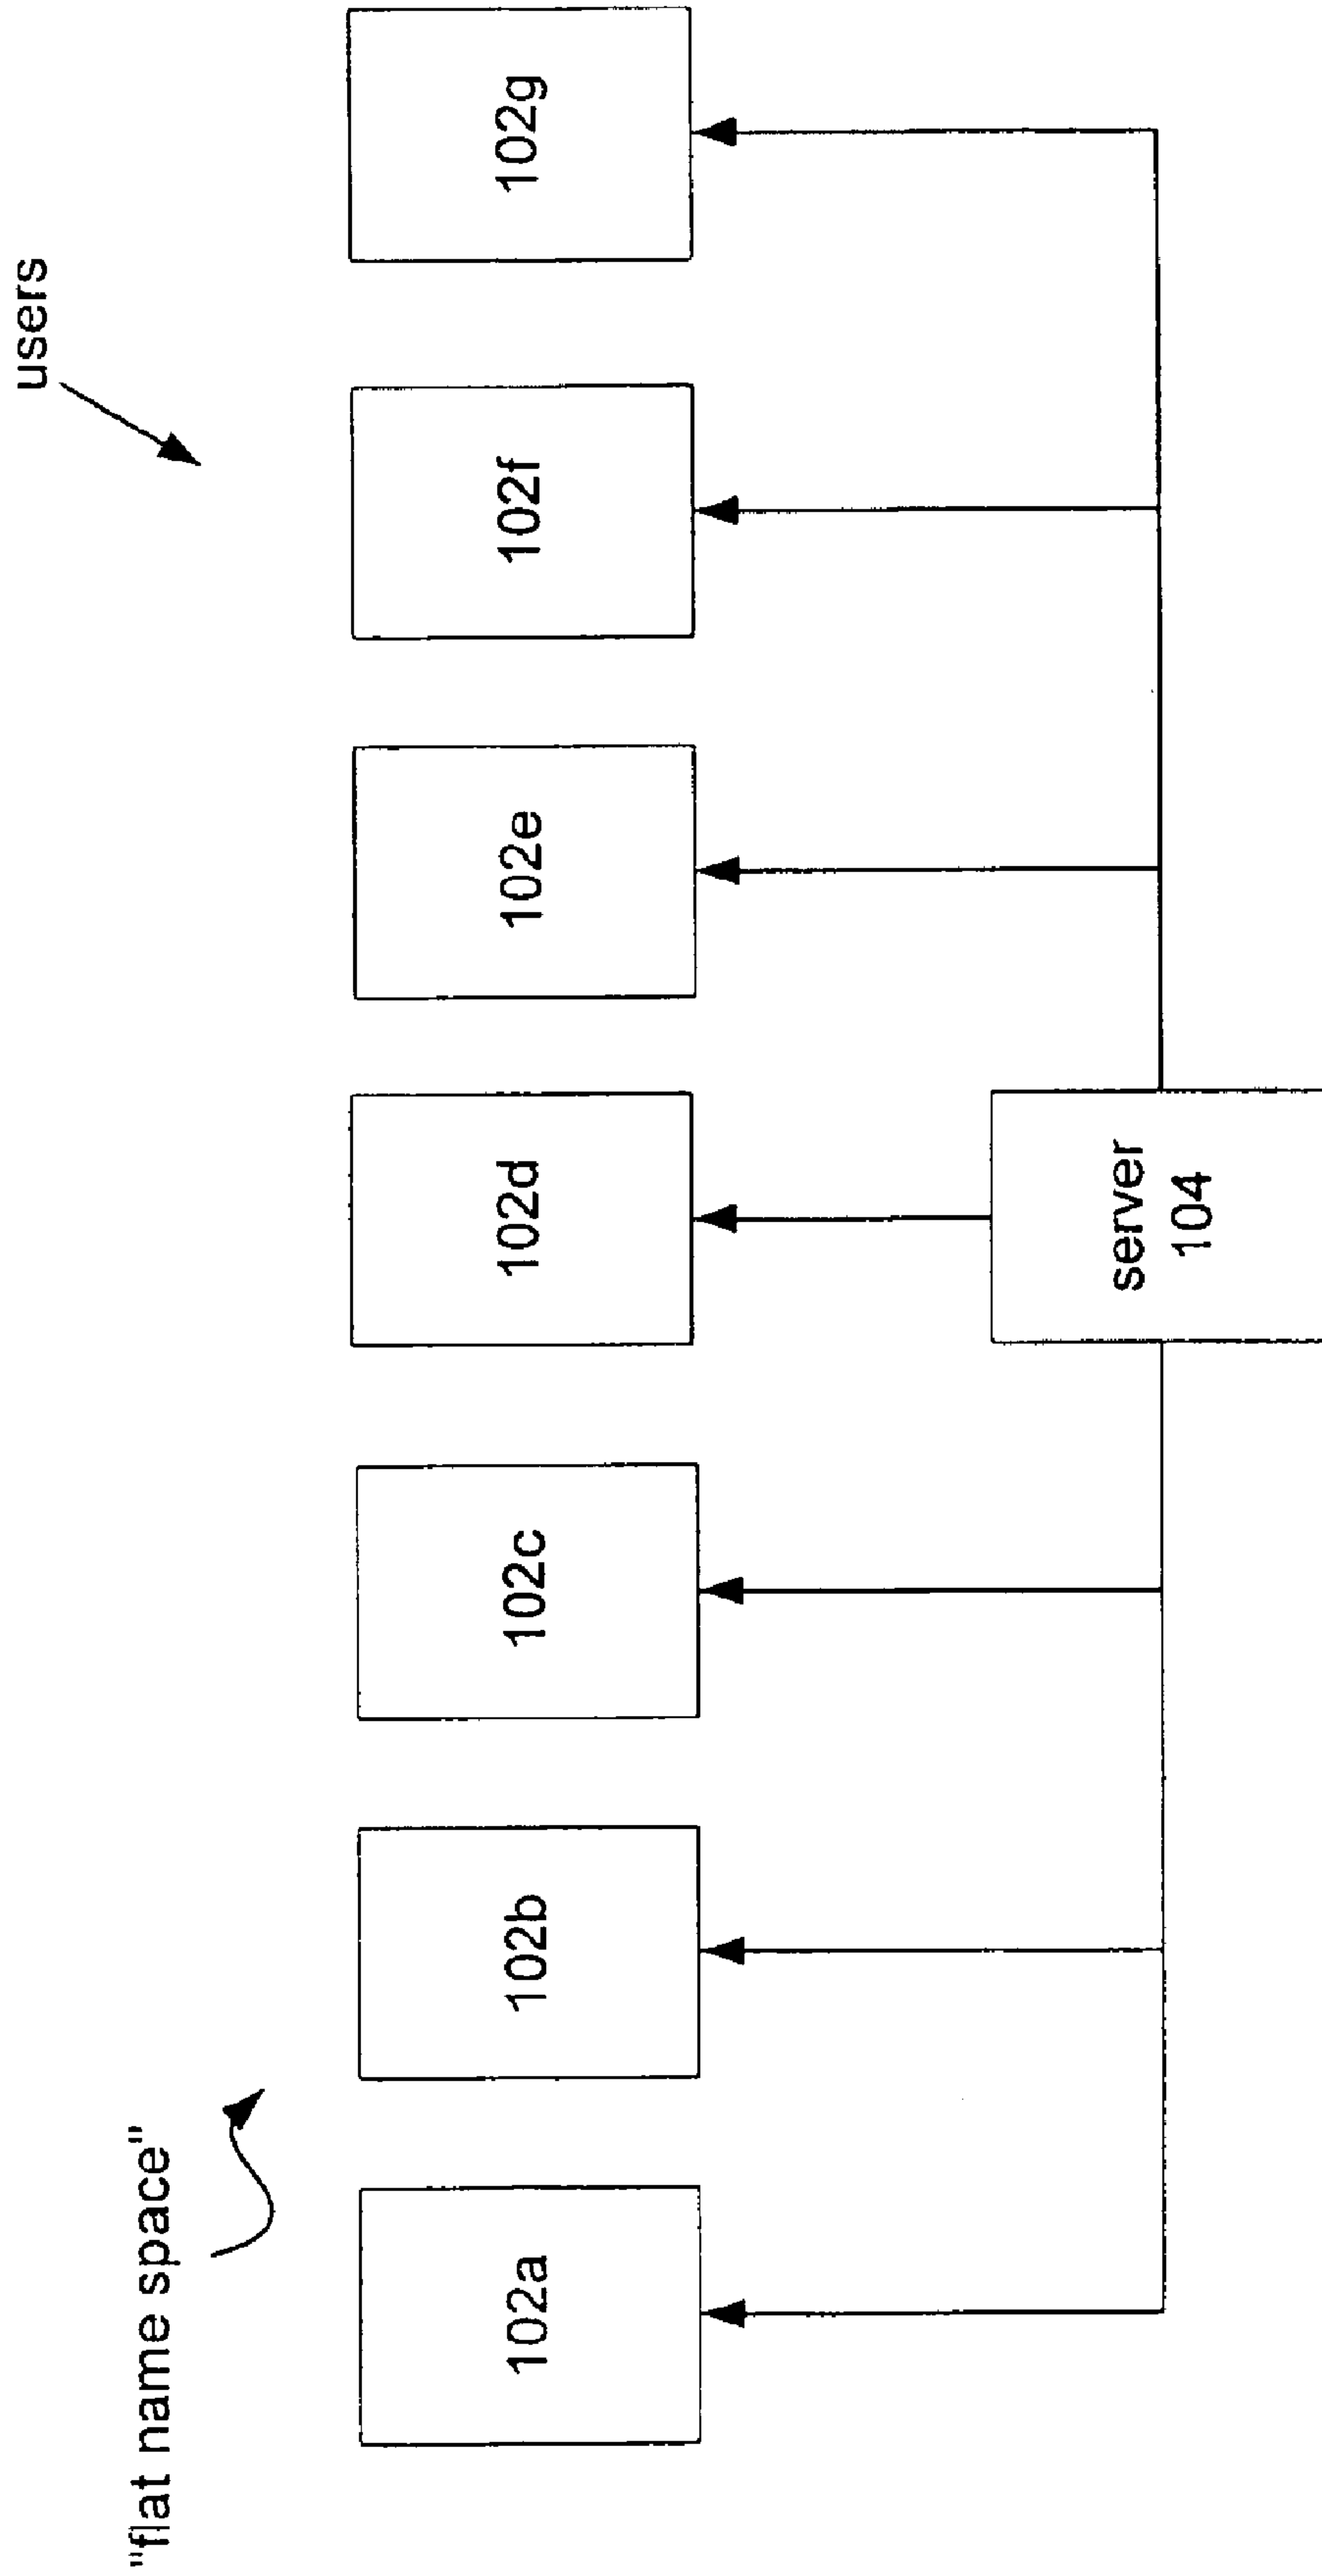 users
"flat name space"
102a
102b
102c
102d
102e
102f
102g
server
104